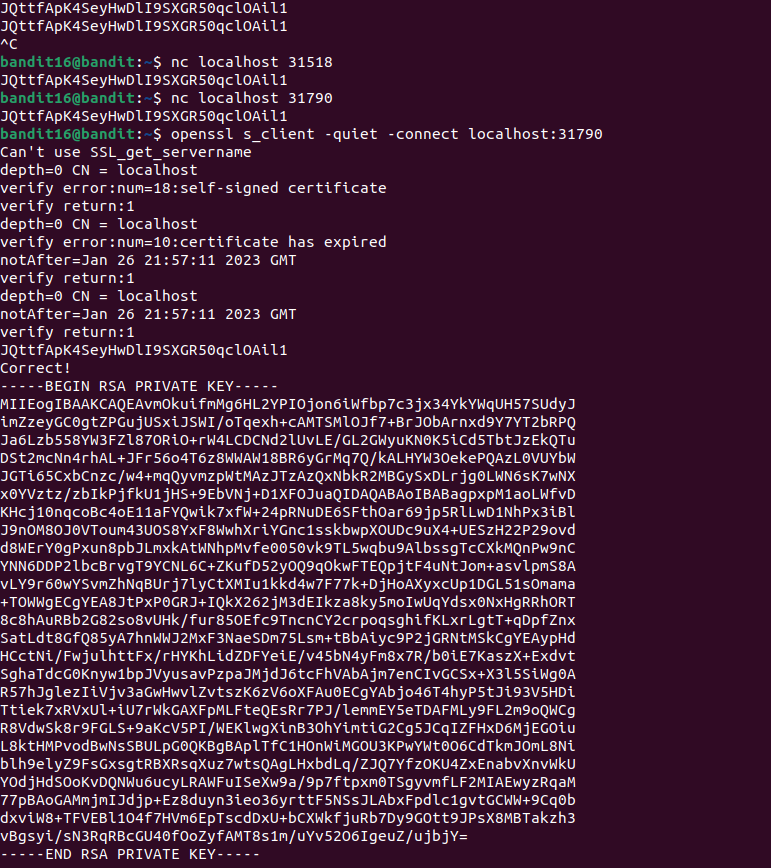 JQttfApK4SeyHwDlI9SXGR50qclOAil1
JQttfApK4SeyHwDlI9SXGR50qclOAil1
^C
bandit16@bandit:~$ nc localhost 31518
JQttfApK4SeyHwDlI9SXGR50qclOAil1
bandit16@bandit:~$ nc localhost 31790
JQttfApK4SeyHwDlI9SXGR50qclOAil1
bandit16@bandit:~$ openssl s_client -quiet -connect localhost:31790
Can't use SSL_get_servername
depth=0 CN = localhost
verify error:num=18:self-signed certificate
verify return:1
depth=0 CN = localhost
verify error:num=10:certificate has expired
notAfter=Jan 26 21:57:11 2023 GMT
verify return:1
depth=0 CN = localhost
notAfter=Jan 26 21:57:11 2023 GMT
verify return:1
JQttfApK4SeyHwDlI9SXGR50qclOAil1
Correct!
-----BEGIN RSA PRIVATE KEY-----
MIIEogIBAAKCAQEAvmOkuifmMg6HL2YPIOjon6iWfbp7c3jx34YkYWqUH57SUdyJ
imZzeyGC0gtZPGujUSxiJSWI/oTqexh+cAMTSMlOJf7+BrJObArnxd9Y7YT2bRPQ
Ja6Lzb558YW3FZl87ORiO+rW4LCDCNd2lUvLE/GL2GWyuKN0K5iCd5TbtJzEkQTu
DSt2mcNn4rhAL+JFr56o4T6z8WWAW18BR6yGrMq7Q/kALHYW3OekePQAzL0VUYbW
JGTi65CxbCnzc/w4+mqQyvmzpWtMAzJTzAzQxNbkR2MBGySxDLrjg0LWN6sK7wNX
x0YVztz/zbIkPjfkU1jHS+9EbVNj+D1XFOJuaQIDAQABAoIBABagpxpM1aoLWfvD
KHcj10nqcoBc4oE11aFYQwik7xfW+24pRNuDE6SFthOar69jp5RlLwD1NhPx3iBl
J9nOM8OJ0VToum43UOS8YxF8WwhXriYGnc1sskbwpXOUDc9uX4+UESzH22P29ovd
d8WErY0gPxun8pbJLmxkAtWNhpMvfe0050vk9TL5wqbu9AlbssgTcCXkMQnPw9nC
YNN6DDP2lbcBrvgT9YCNL6C+ZKufD52yOQ9qOkwFTEQpjtF4uNtJom+asvlpmS8A
vLY9r60wYSvmZhNqBUrj7lyCtXMIu1kkd4w7F77k+DjHoAXyxcUp1DGL51sOmama
+TOWWgECgYEA8JtPxP0GRJ+IQkX262jM3dEIkza8ky5moIwUqYdsx0NxHgRRhORT
8c8hAuRBb2G82so8vUHk/fur85OEfc9TncnCY2crpoqsghifKLxrLgtT+qDpfZnx
SatLdt8GfQ85yA7hnWWJ2MxF3NaeSDm75Lsm+tBbAiyc9P2jGRNtMSkCgYEAypHd
HCctNi/FwjulhttFx/rHYKhLidZDFYeiE/v45bN4yFm8x7R/b0iE7KaszX+Exdvt
SghaTdcG0Knyw1bpJVyusavPzpaJMjdJ6tcFhVAbAjm7enCIvGCSx+X3l5SiWg0A
R57hJglezIiVjv3aGwHwvlZvtszK6zV6oXFAu0ECgYAbjo46T4hyP5tJi93V5HDi
Ttiek7xRVxUl+iU7rWkGAXFpMLFteQEsRr7PJ/lemmEY5eTDAFMLy9FL2m9oQWCg
R8VdwSk8r9FGLS+9aKcV5PI/WEKlwgXinB3OhYimtiG2Cg5JCqIZFHxD6MjEGOiu
L8ktHMPvodBwNsSBULpG0QKBgBAplTfC1HOnWiMGOU3KPwYWt0O6CdTkmJOmL8Ni
blh9elyZ9FsGxsgtRBXRsqXuz7wtsQAgLHxbdLq/ZJQ7YfzOKU4ZxEnabvXnvWkU
YOdjHdSOoKvDQNWu6ucyLRAWFuISeXw9a/9p7ftpxm0TSgyvmfLF2MIAEwyzRqaM
77pBAoGAMmjmIJdjp+Ez8duyn3ieo36yrttF5NSsJLAbxFpdlc1gvtGCWW+9Cq0b
dxviW8+TFVEBl1O4f7HVm6EpTscdDxU+bCXWkfjuRb7Dy9GOtt9JPsX8MBTakzh3
vBgsyi/sN3RqRBcGU40fOoZyfAMT8s1m/uYv52O6IgeuZ/ujbjY=
-----END RSA PRIVATE KEY-----